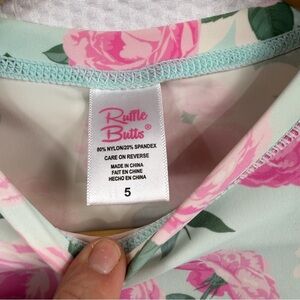 Ruffle
Butts®
80% NYLON/20% SPANDEX
CARE ON REVERSE
MADE IN CHINA
FAIT EN CHINE
HECHO EN CHINA
5